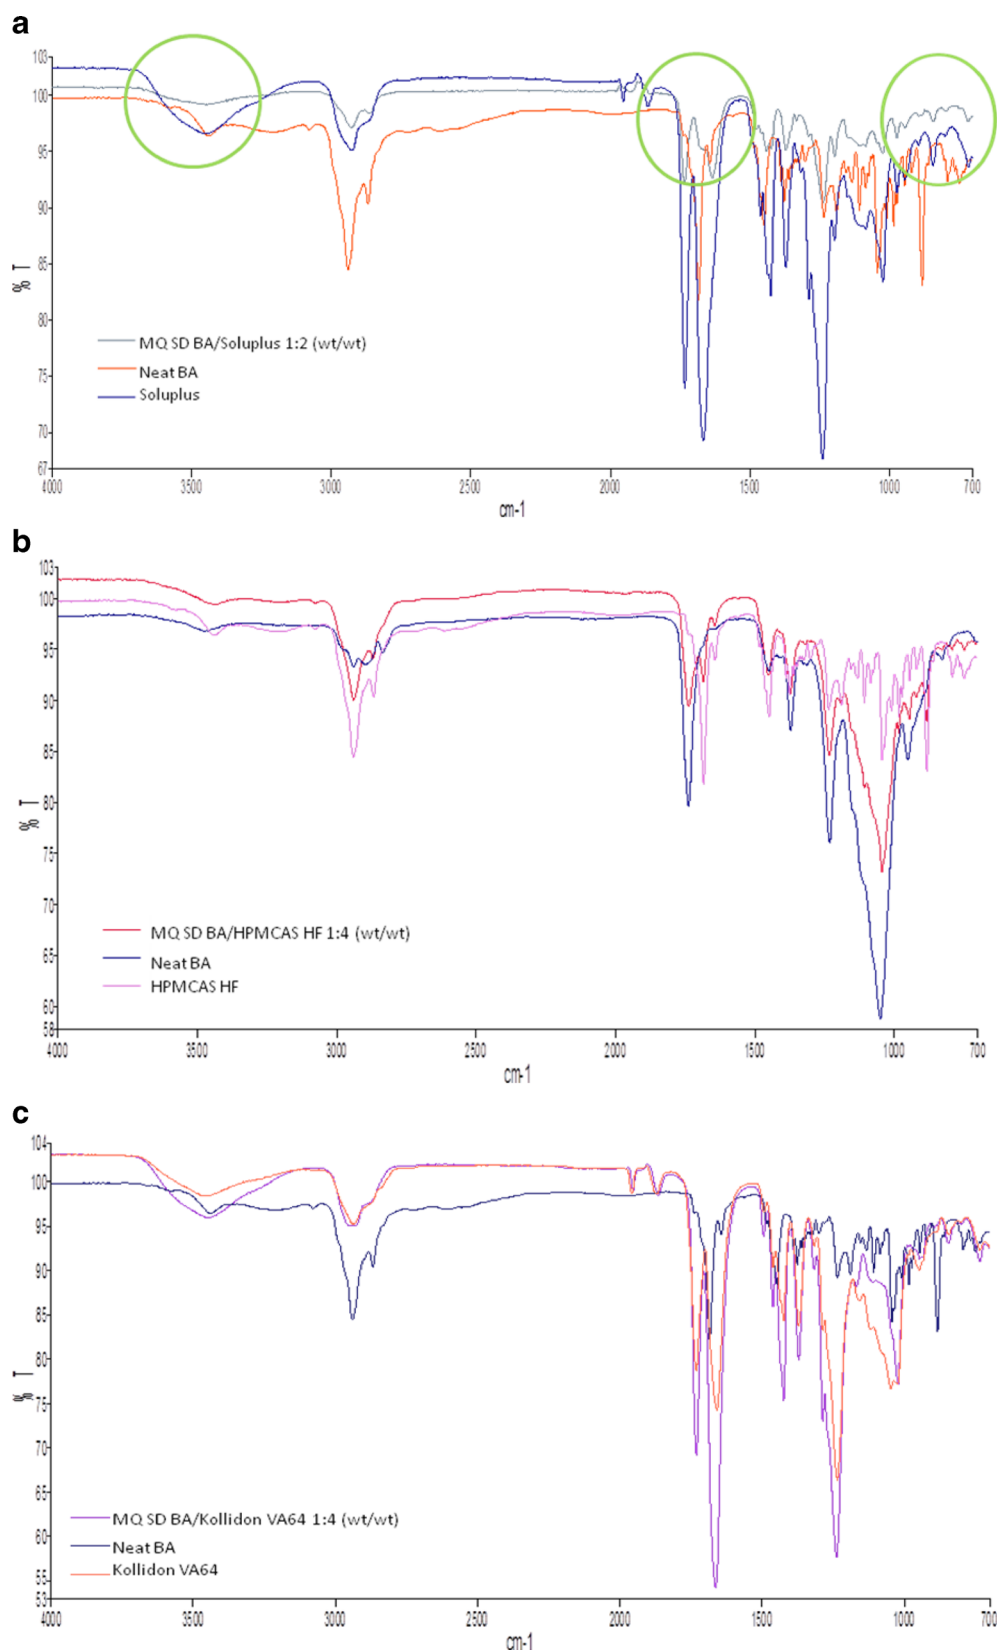 a
103
100
95
90
85
80
75
70
67
% T
MQ SD BA/Soluplus 1:2 (wt/wt)
Neat BA
Soluplus
4000 3500 3000 2500 2000 1500 1000 700
cm-1
b
103
100
95
90
85
80
75
70
65
60
58
% T
MQ SD BA/HPMCAS HF 1:4 (wt/wt)
Neat BA
HPMCAS HF
4000 3500 3000 2500 2000 1500 1000 700
cm-1
c
104
100
95
90
85
80
75
70
65
60
55
53
% T
MQ SD BA/Kollidon VA64 1:4 (wt/wt)
Neat BA
Kollidon VA64
4000 3500 3000 2500 2000 1500 1000 700
cm-1